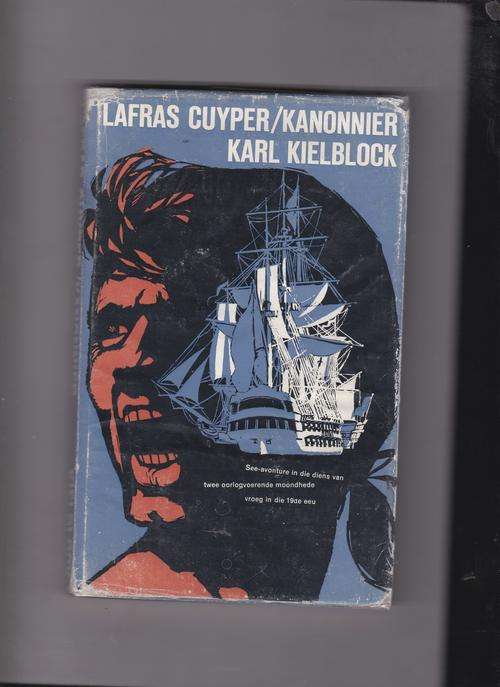 LAFRAS CUYPER/KANONNIER
KARL KIELBLOCK
See-avonture in die diens van
twee oorlogvoerende moondhede
vroeg in die 19de eeu